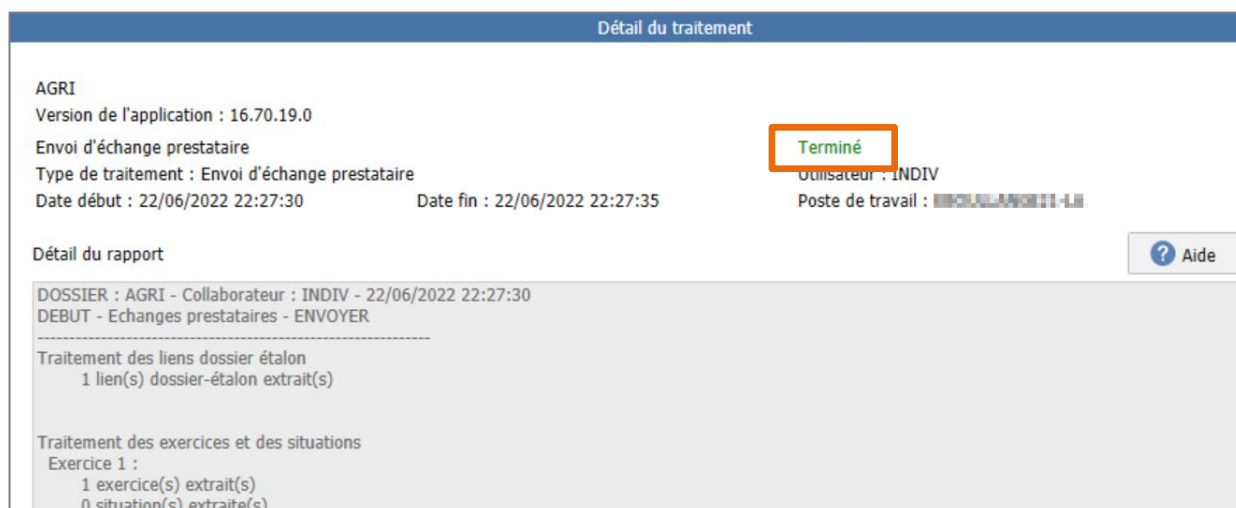 Détail du traitement
AGRI
Version de l'application : 16.70.19.0
Envoi d'échange prestataire Terminé
Type de traitement : Envoi d'échange prestataire Utilisateur : INDIV
Date début : 22/06/2022 22:27:30 Date fin : 22/06/2022 22:27:35 Poste de travail :
Détail du rapport Aide
DOSSIER : AGRI - Collaborateur : INDIV - 22/06/2022 22:27:30
DEBUT - Echanges prestataires - ENVOYER
--------------------------------------------------------------
Traitement des liens dossier étalon
1 lien(s) dossier-étalon extrait(s)
Traitement des exercices et des situations
Exercice 1 :
1 exercice(s) extrait(s)
0 situation(s) extraite(s)